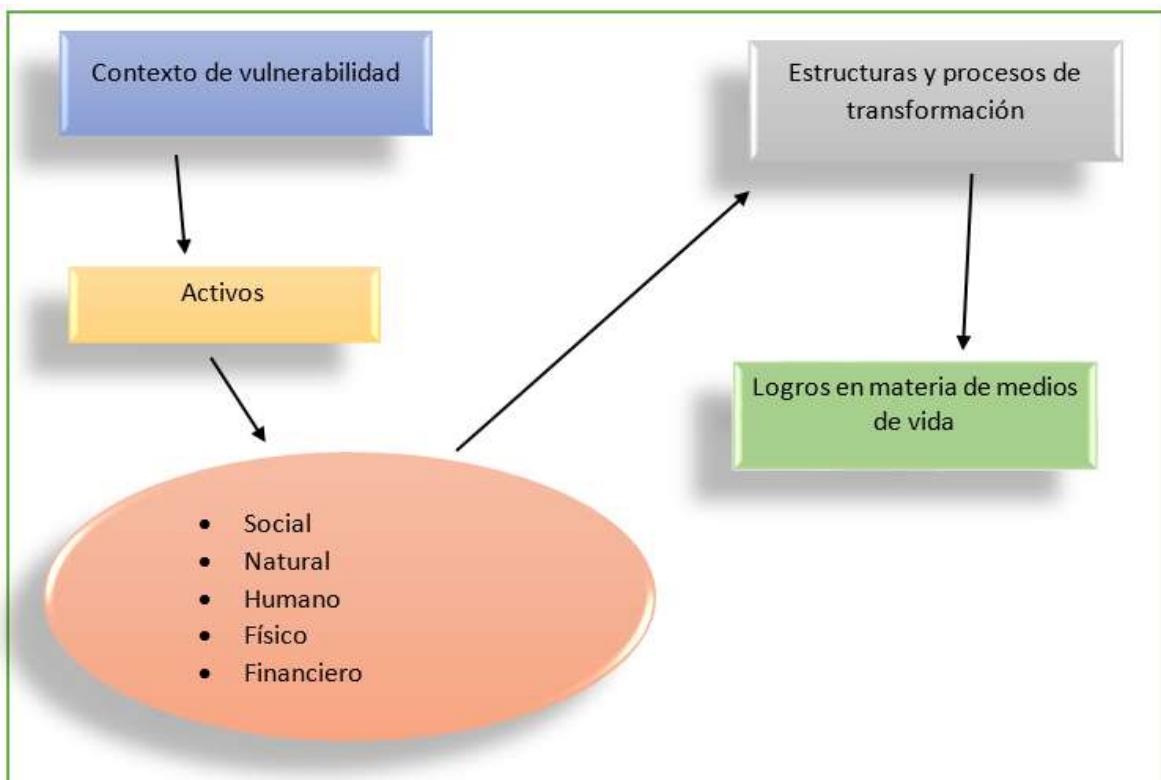 Contexto de vulnerabilidad
Activos
• Social
• Natural
• Humano
• Físico
• Financiero
Estructuras y procesos de
transformación
Logros en materia de medios
de vida